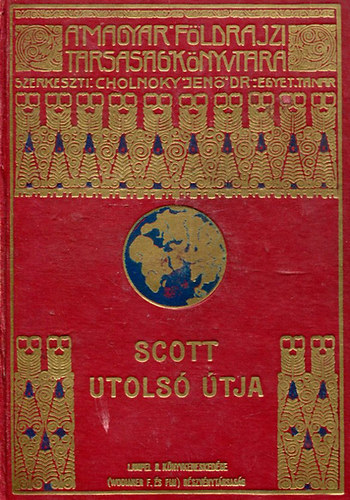 A MAGYAR FÖLDRAJZI
TÁRSASÁG KÖNYVTÁRA
SZERKESZTI: CHOLNOKY JENŐ DR. EGYET. TANÁR
SCOTT
UTOLSÓ ÚTJA
LAMPEL R. KÖNYVKERESKEDÉSE
(WODIANER F. ÉS FIAI) RÉSZVÉNYTÁRSASÁG